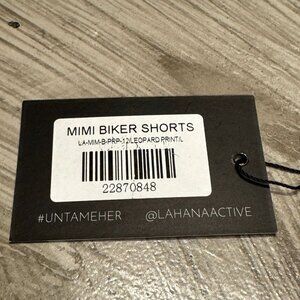 MIMI BIKER SHORTS
LA-MIM-B-PRP-12/LEOPARD PRINT/L
22870848
#UNTAMEHER @LAHANAACTIVE